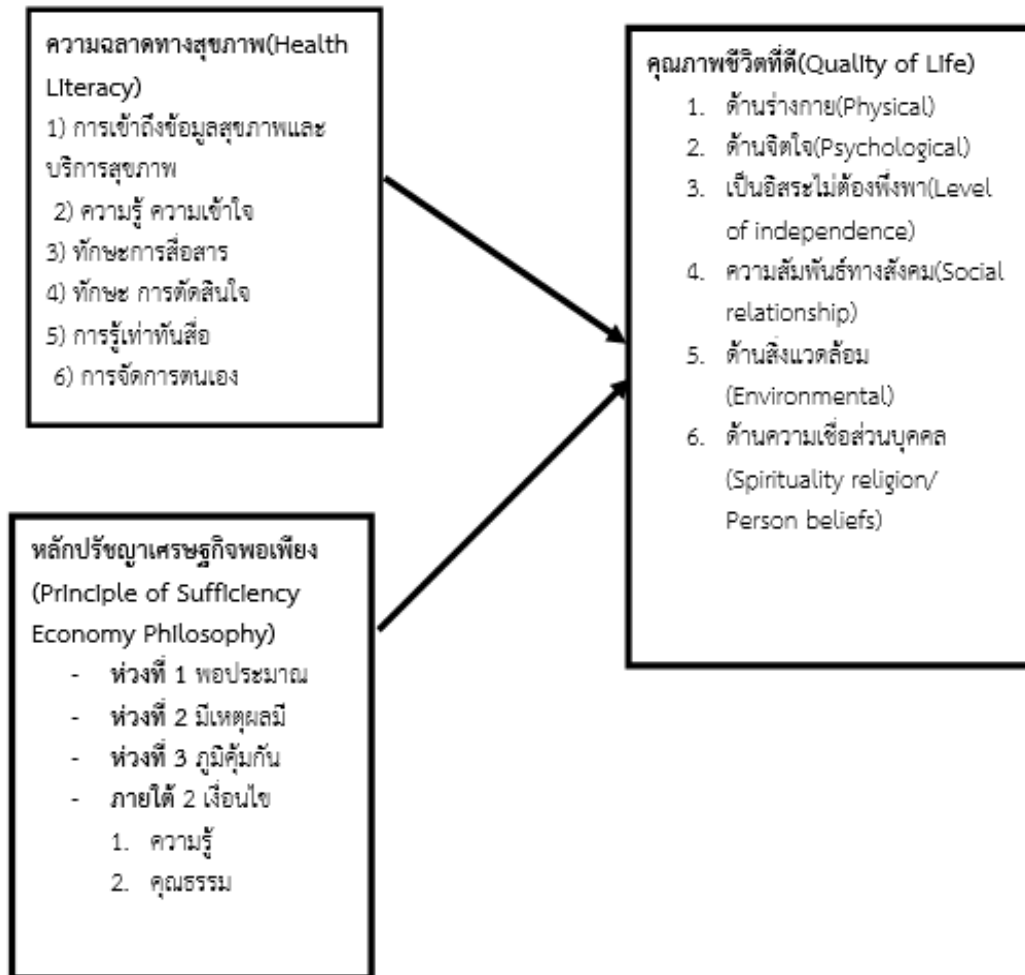 ความฉลาดทางสุขภาพ(Health
Literacy)
1) การเข้าถึงข้อมูลสุขภาพและ
บริการสุขภาพ
2) ความรู้ ความเข้าใจ
3) ทักษะการสื่อสาร
4) ทักษะ การตัดสินใจ
5) การรู้เท่าทันสื่อ
6) การจัดการตนเอง
หลักปรัชญาเศรษฐกิจพอเพียง
(Principle of Sufficiency
Economy Philosophy)
- ห่วงที่ 1 พอประมาณ
- ห่วงที่ 2 มีเหตุผลมี
- ห่วงที่ 3 ภูมิคุ้มกัน
- ภายใต้ 2 เงื่อนไข
1. ความรู้
2. คุณธรรม
คุณภาพชีวิตที่ดี(Quality of Life)
1. ด้านร่างกาย(Physical)
2. ด้านจิตใจ(Psychological)
3. เป็นอิสระไม่ต้องพึ่งพา(Level
of independence)
4. ความสัมพันธ์ทางสังคม(Social
relationship)
5. ด้านสิ่งแวดล้อม
(Environmental)
6. ด้านความเชื่อส่วนบุคคล
(Spirituality religion/
Person beliefs)